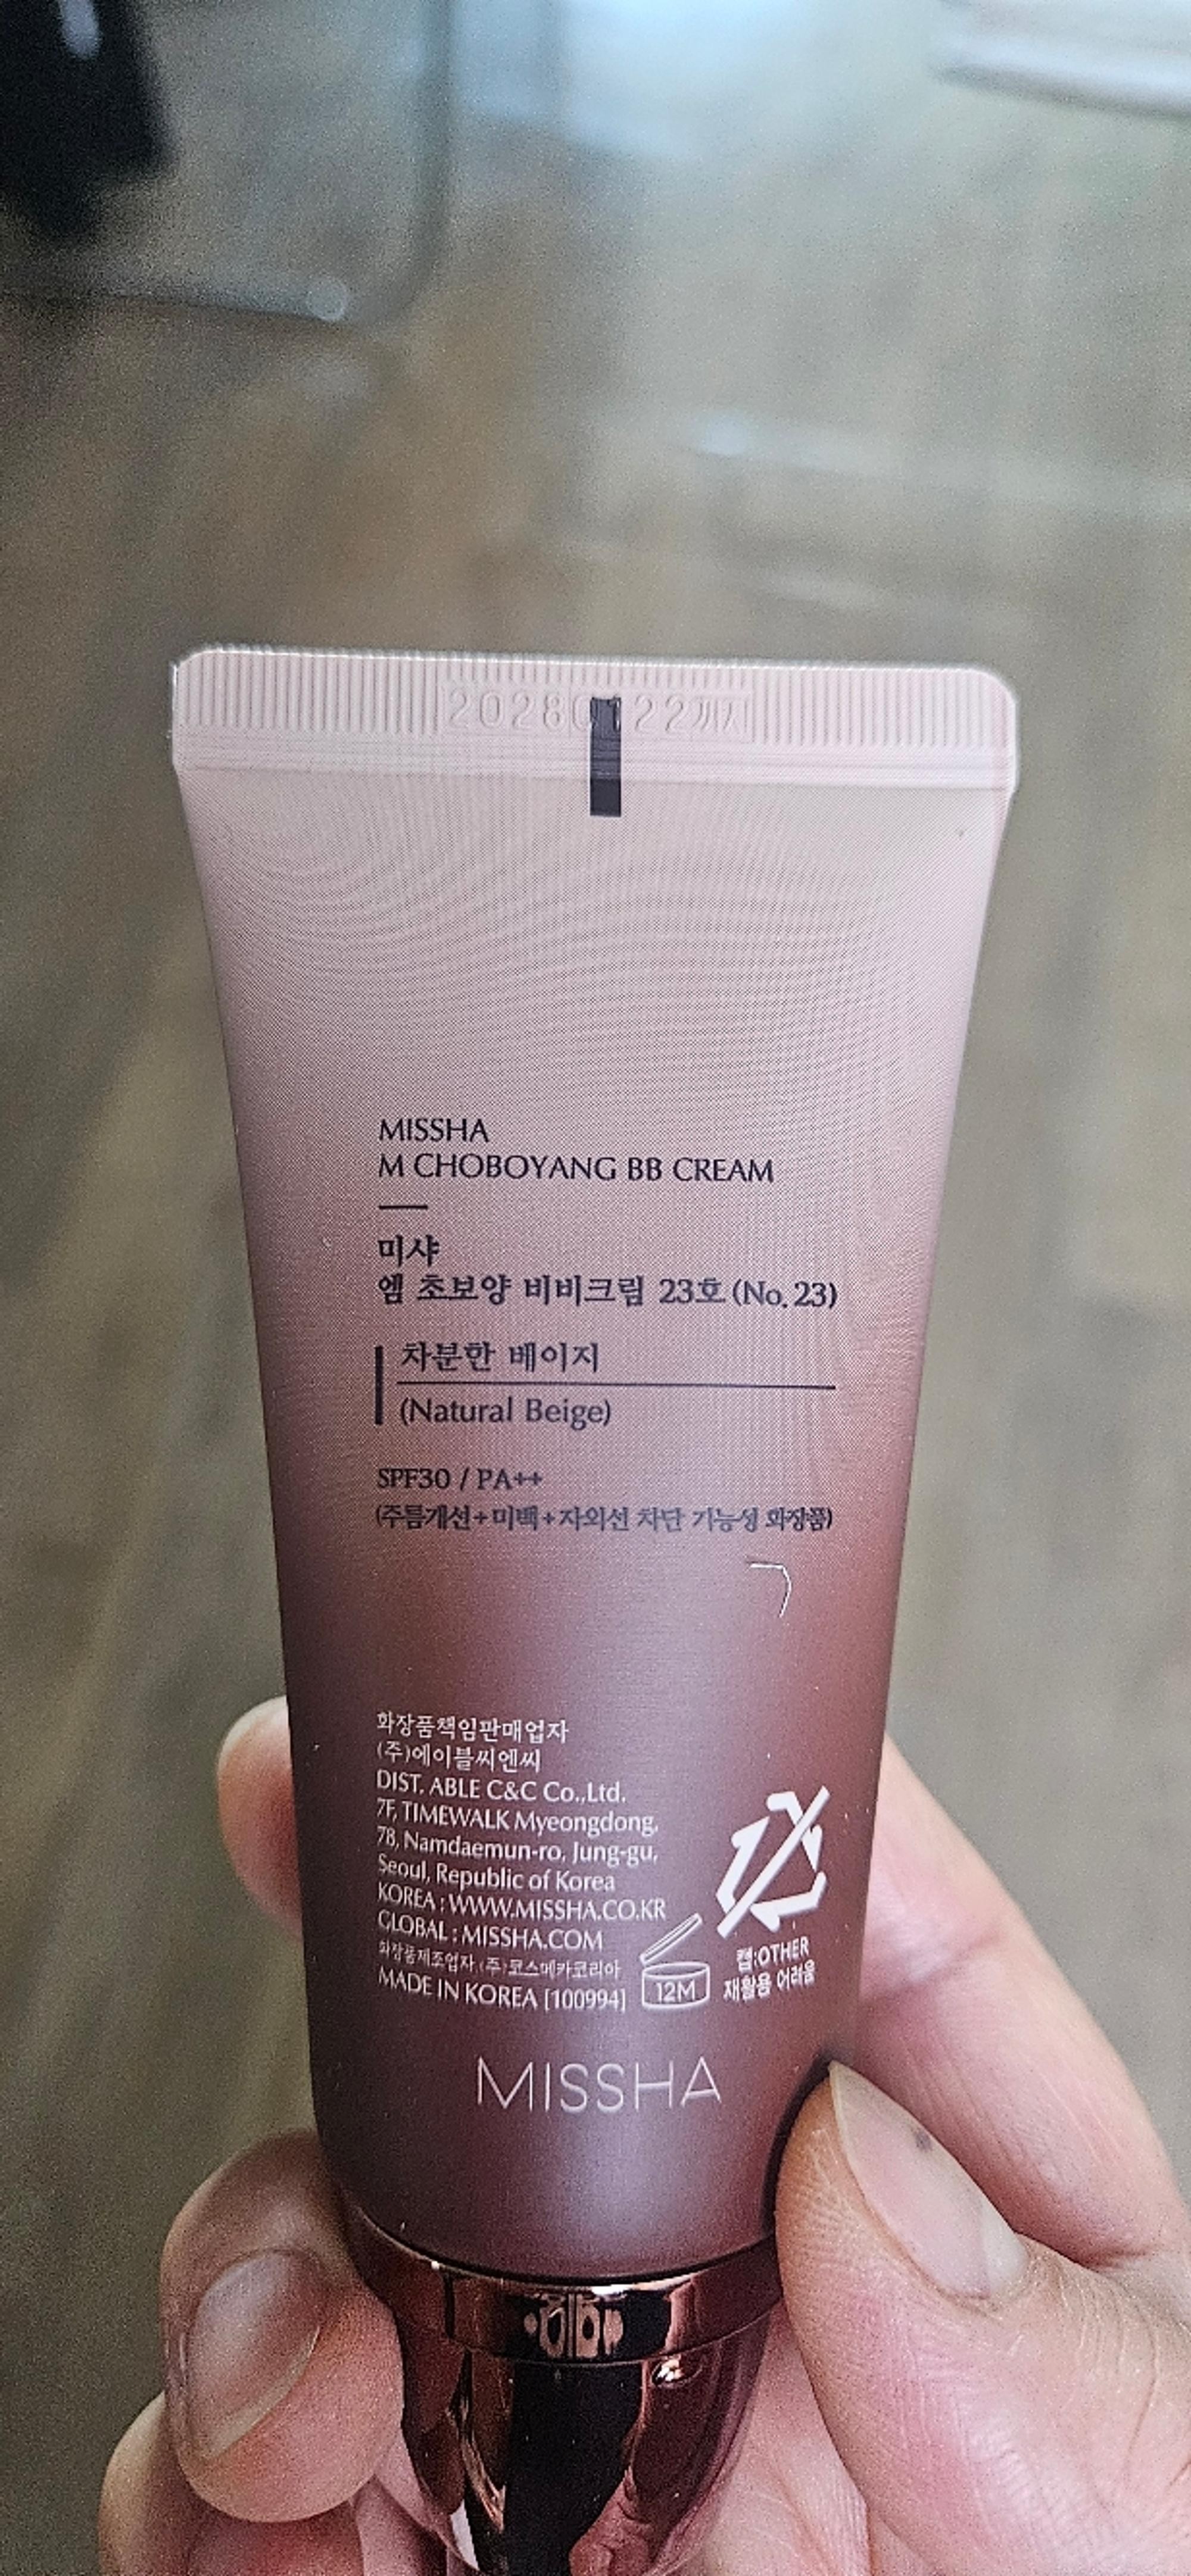 20280122까지
MISSHA
M CHOBOYANG BB CREAM
미샤
엠 초보양 비비크림 23호 (No. 23)
차분한 베이지
(Natural Beige)
SPF30 / PA++
(주름개선+미백+자외선 차단 기능성 화장품)
화장품책임판매업자
(주)에이블씨엔씨
DIST. ABLE C&C Co.,Ltd.
7F, TIMEWALK Myeongdong,
78, Namdaemun-ro, Jung-gu,
Seoul, Republic of Korea
KOREA : WWW.MISSHA.CO.KR
GLOBAL : MISSHA.COM
화장품제조업자 (주)코스메카코리아
MADE IN KOREA [100994]
12M
캡:OTHER
재활용 어려움
MISSHA